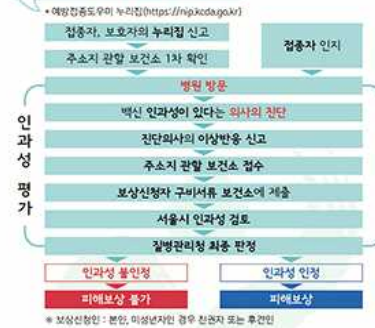 • 예방접종도우미 누리집(https://nip.kcda.go.kr)
접종자, 보호자의 누리집 신고
접종자 인지
주소지 관할 보건소 1차 확인
병원 방문
백신 인과성이 있다는 의사의 진단
진단의사의 이상반응 신고
주소지 관할 보건소 접수
보상신청자 구비서류 보건소에 제출
서울시 인과성 검토
질병관리청 최종 판정
인과성 평가
인과성 불인정
인과성 인정
피해보상 불가
피해보상
※ 보상신청인 : 본인, 미성년자인 경우 친권자 또는 후견인